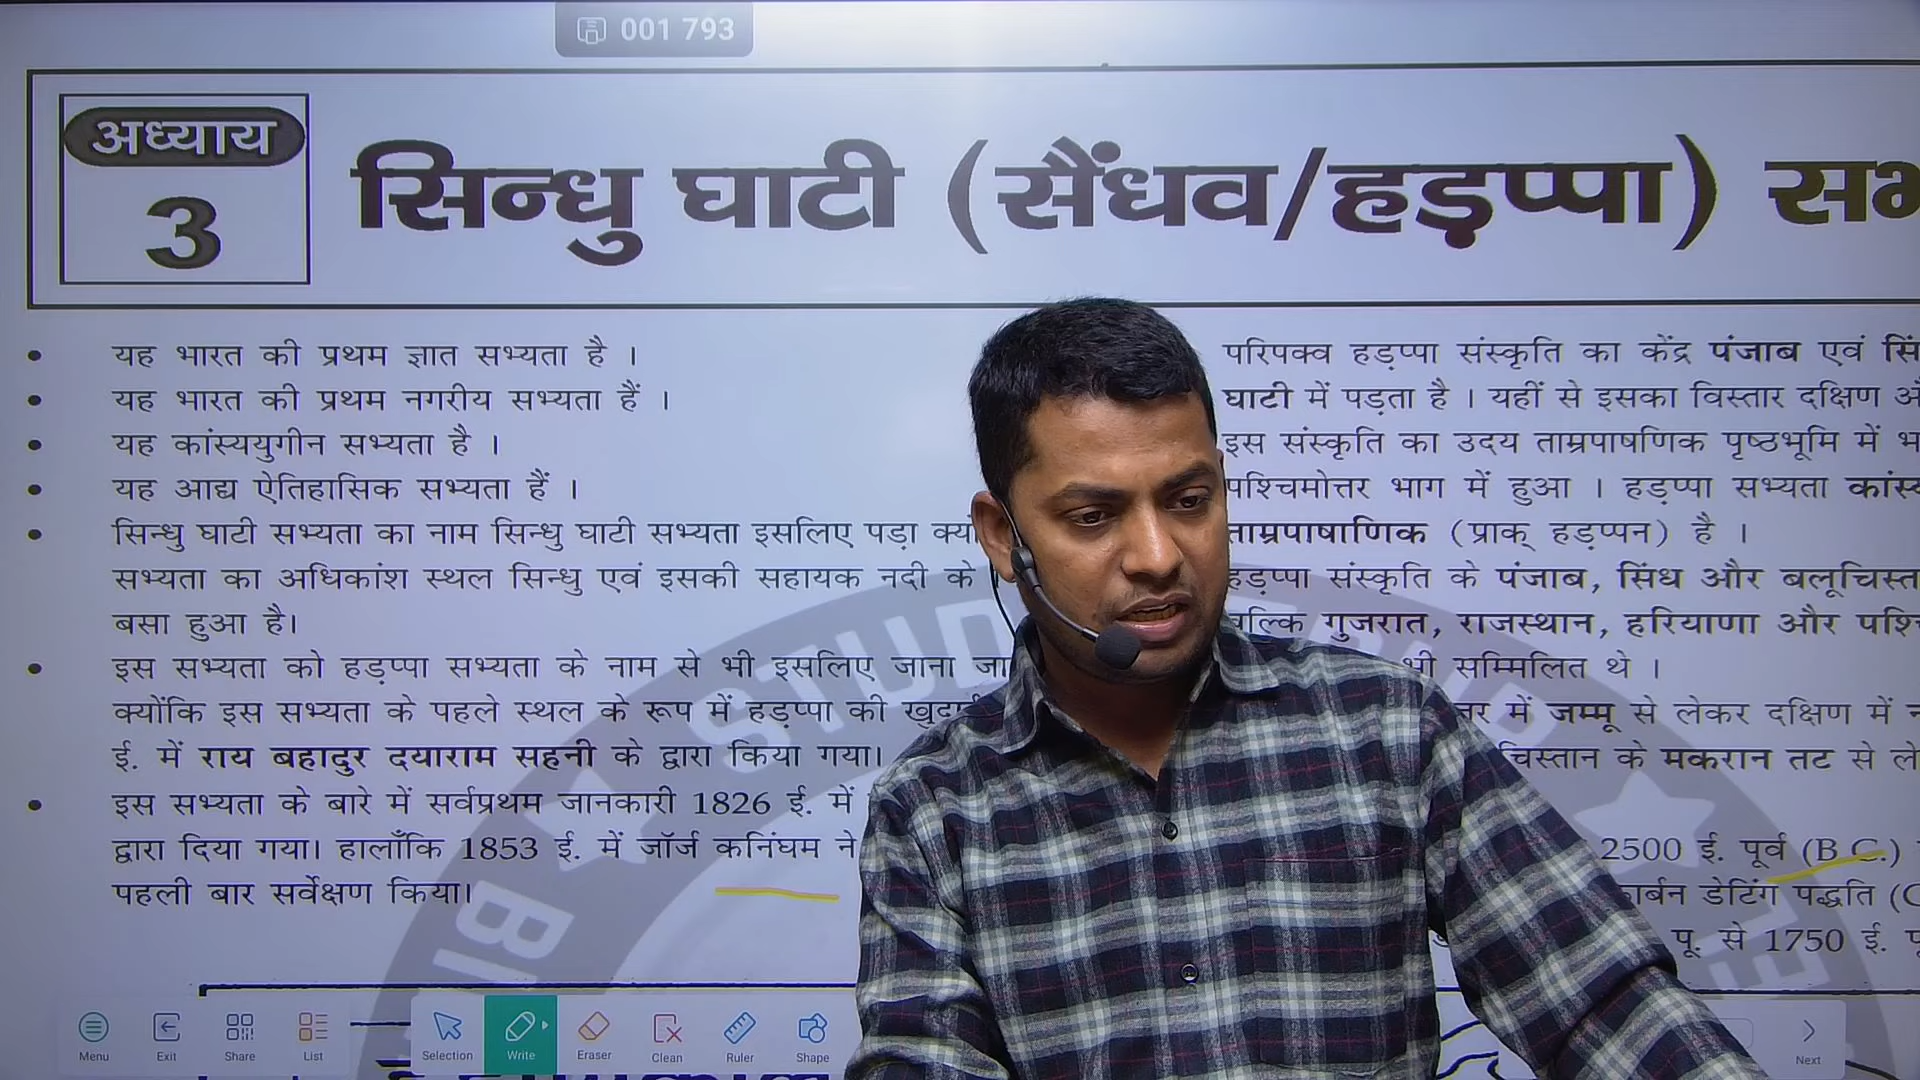 001 793
अध्याय
3
सिन्धु घाटी (सैंधव/हड़प्पा)
• यह भारत की प्रथम ज्ञात सभ्यता है ।
• यह भारत की प्रथम नगरीय सभ्यता हैं ।
• यह कांस्ययुगीन सभ्यता है ।
• यह आद्य ऐतिहासिक सभ्यता हैं ।
• सिन्धु घाटी सभ्यता का नाम सिन्धु घाटी सभ्यता इसलिए पड़ा
सभ्यता का अधिकांश स्थल सिन्धु एवं इसकी सहायक नदी के
बसा हुआ है।
• इस सभ्यता को हड़प्पा सभ्यता के नाम से भी इसलिए जाना
क्योंकि इस सभ्यता के पहले स्थल के रूप में हड़प्पा की
ई. में राय बहादुर दयाराम सहनी के द्वारा किया गया।
• इस सभ्यता के बारे में सर्वप्रथम जानकारी 1826 ई. में
द्वारा दिया गया। हालाँकि 1853 ई. में जॉर्ज कनिंघम ने
पहली बार सर्वेक्षण किया।
परिपक्व हड़प्पा संस्कृति का केंद्र पंजाब एवं
घाटी में पड़ता है । यहीं से इसका विस्तार दक्षिण
इस संस्कृति का उदय ताम्रपाषणिक पृष्ठभूमि में
पश्चिमोत्तर भाग में हुआ । हड़प्पा सभ्यता
ताम्रपाषाणिक (प्राक् हड़प्पन) है ।
हड़प्पा संस्कृति के पंजाब, सिंध और
बल्कि गुजरात, राजस्थान, हरियाणा और
भी सम्मिलित थे ।
में जम्मू से लेकर दक्षिण में
के मकरान तट से
2500 ई. पूर्व (B.C.)
डेटिंग पद्धति
पू. से 1750 ई.
Menu Exit Share List Selection Write Eraser Clean Ruler Shape Next